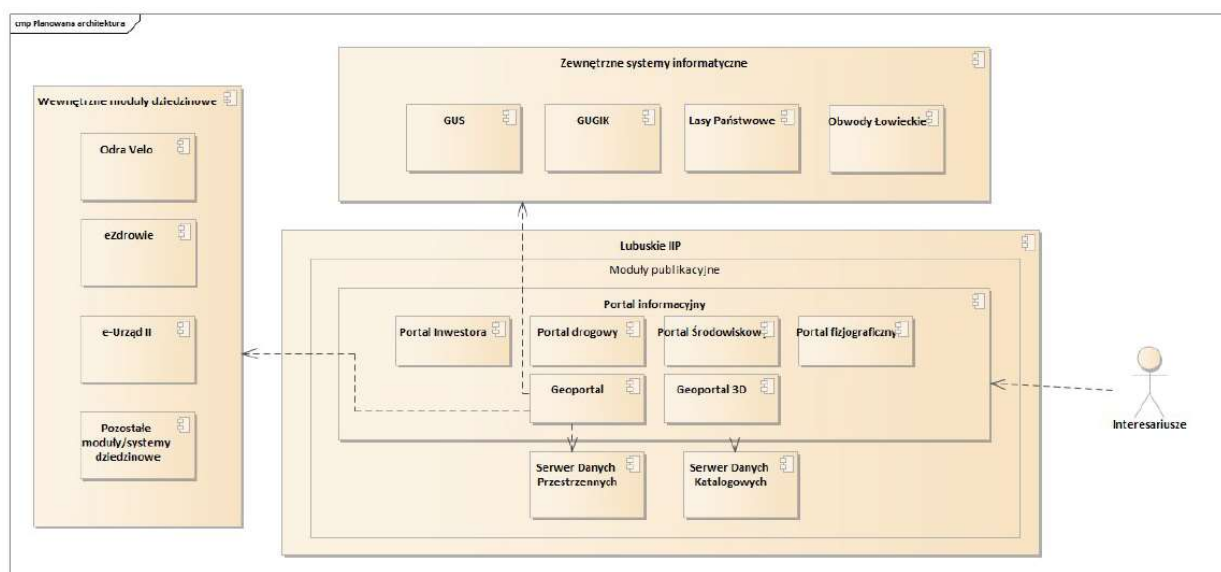 cmp Planowana architektura
Zewnętrzne systemy informatyczne
GUS
GUGIK
Lasy Państwowe
Obwody Łowieckie
Wewnętrzne moduły dziedzinowe
Odra Velo
eZdrowie
e-Urząd II
Pozostałe
moduły/systemy
dziedzinowe
Lubuskie IIP
Moduły publikacyjne
Portal informacyjny
Portal Inwestora
Portal drogowy
Portal Środowiskowy
Portal fizjograficzny
Geoportal
Geoportal 3D
Serwer Danych
Przestrzennych
Serwer Danych
Katalogowych
Interesariusze